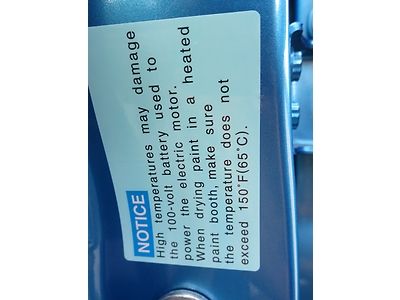 NOTICE
High temperatures may damage
the 100-volt battery used to
power the electric motor.
When drying paint in a heated
paint booth, make sure
the temperature does not
exceed 150°F(65°C).